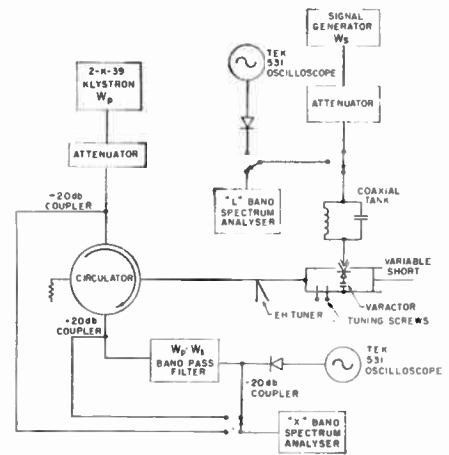 SIGNAL
GENERATOR
Ws
TEK
531
OSCILLOSCOPE
2-K-39
KLYSTRON
Wp
ATTENUATOR
ATTENUATOR
-20db
COUPLER
"L" BAND
SPECTRUM
ANALYSER
COAXIAL
TANK
CIRCULATOR
VARIABLE
SHORT
VARACTOR
TUNING SCREWS
EH TUNER
-20db
COUPLER
Wp-Ws
BAND PASS
FILTER
TEK
531
OSCILLOSCOPE
-20db
COUPLER
"X" BAND
SPECTRUM
ANALYSER